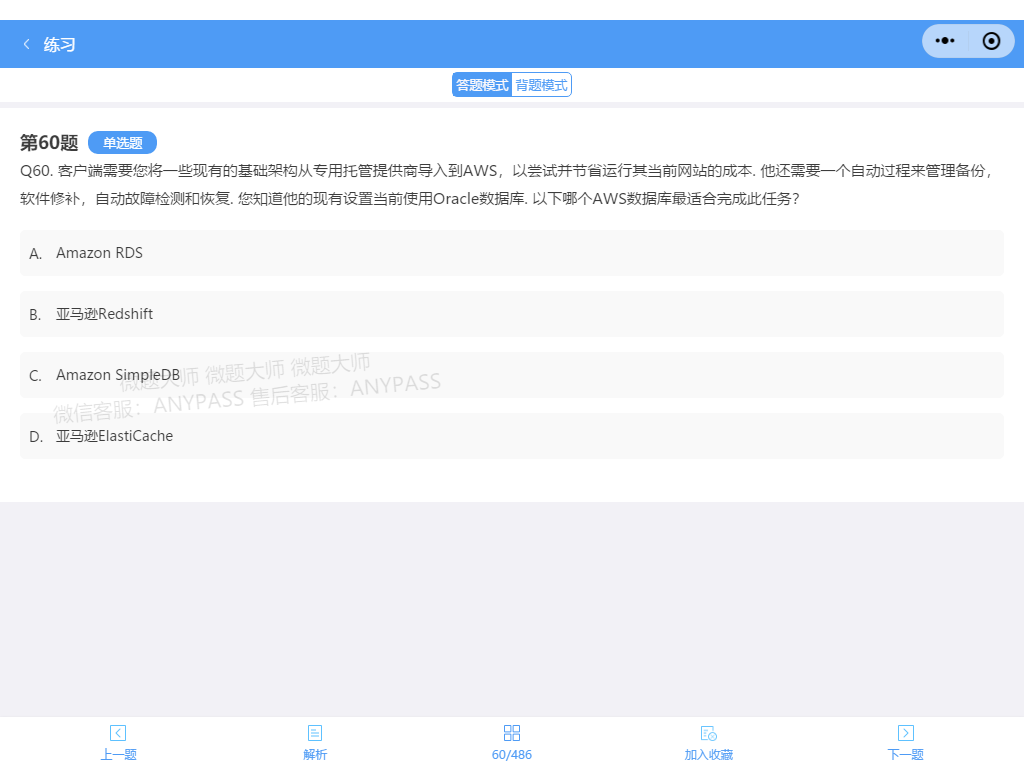 练习
答题模式 背题模式
第60题 单选题
Q60. 客户端需要您将一些现有的基础架构从专用托管提供商导入到AWS，以尝试并节省运行其当前网站的成本. 他还需要一个自动过程来管理备份，
软件修补，自动故障检测和恢复. 您知道他的现有设置当前使用Oracle数据库. 以下哪个AWS数据库最适合完成此任务?
A. Amazon RDS
B. 亚马逊Redshift
C. Amazon SimpleDB
微题大师 微题大师 微题大师
微信客服：ANYPASS 售后客服：ANYPASS
D. 亚马逊ElastiCache
上一题 解析 60/486 加入收藏 下一题